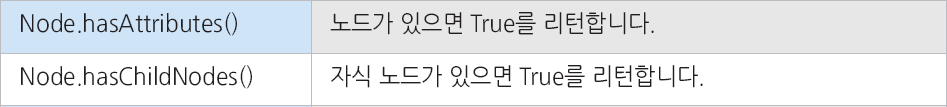 Node.hasAttributes() 노드가 있으면 True를 리턴합니다.
Node.hasChildNodes() 자식 노드가 있으면 True를 리턴합니다.